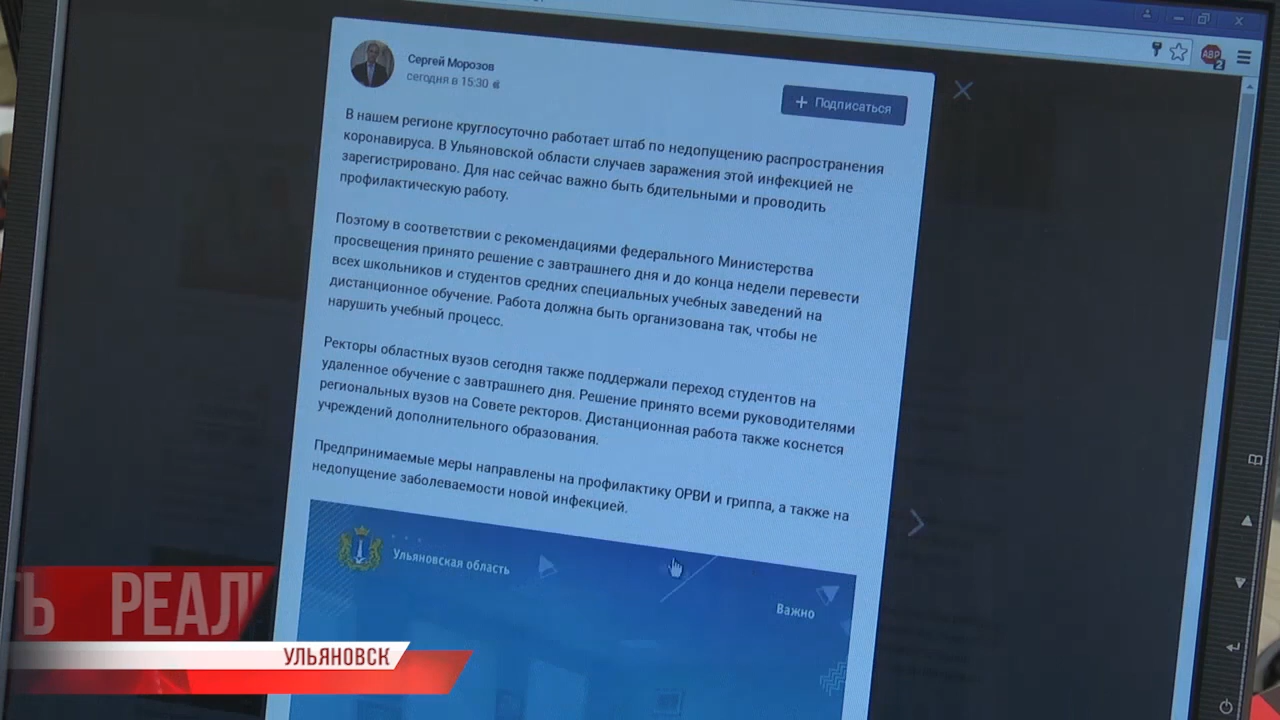 Сергей Морозов
сегодня в 15:30
+ Подписаться
В нашем регионе круглосуточно работает штаб по недопущению распространения
коронавируса. В Ульяновской области случаев заражения этой инфекцией не
зарегистрировано. Для нас сейчас важно быть бдительными и проводить
профилактическую работу.
Поэтому в соответствии с рекомендациями федерального Министерства
просвещения принято решение с завтрашнего дня и до конца недели перевести
всех школьников и студентов средних специальных учебных заведений на
дистанционное обучение. Работа должна быть организована так, чтобы не
нарушить учебный процесс.
Ректоры областных вузов сегодня также поддержали переход студентов на
удаленное обучение с завтрашнего дня. Решение принято всеми руководителями
региональных вузов на Совете ректоров. Дистанционная работа также коснется
учреждений дополнительного образования.
Предпринимаемые меры направлены на профилактику ОРВИ и гриппа, а также на
недопущение заболеваемости новой инфекцией.
Ульяновская область
Важно
ABP
2
ТЬ РЕАЛ
УЛЬЯНОВСК